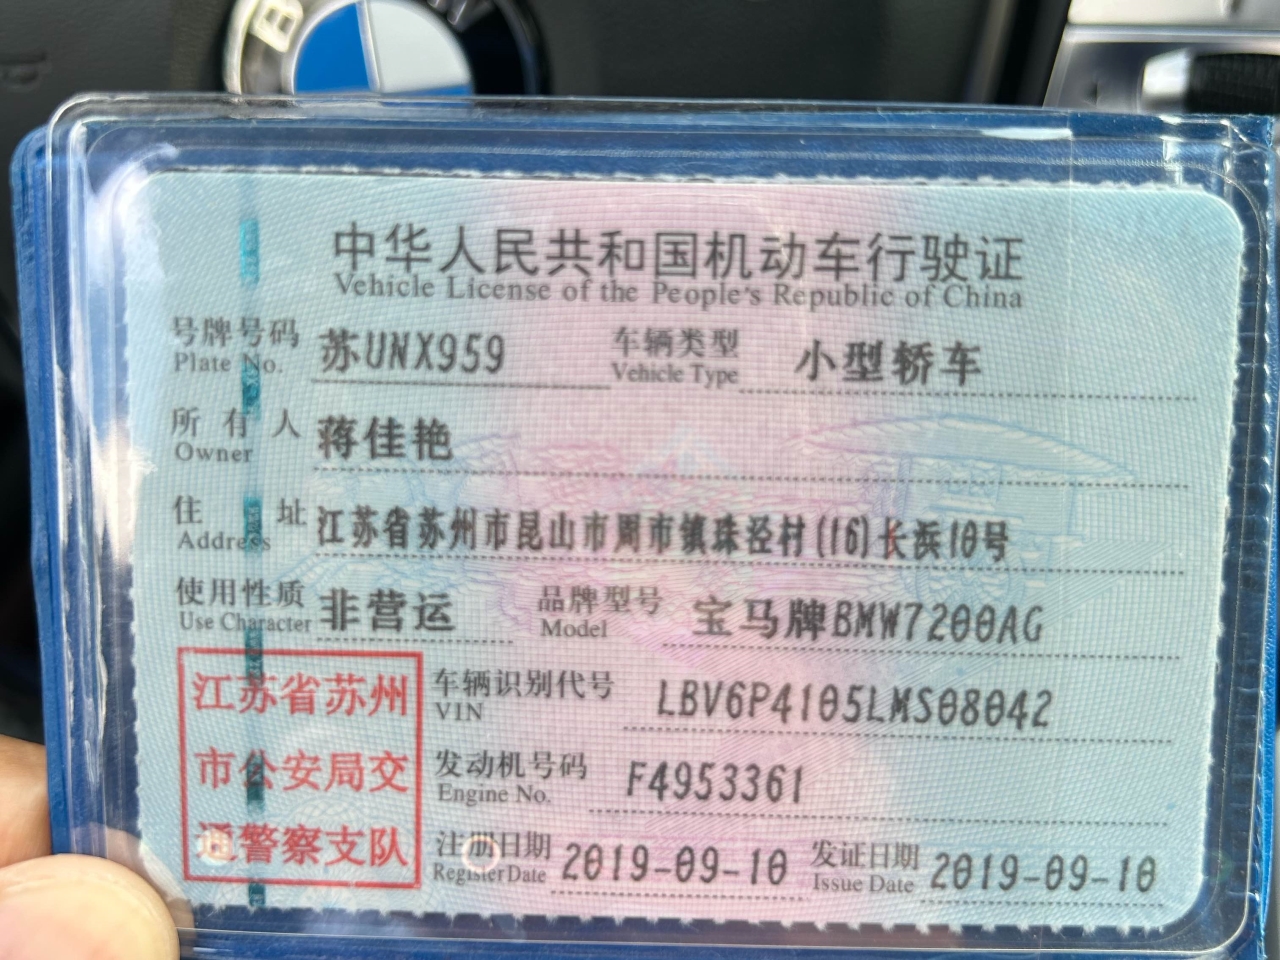 B W
中华人民共和国机动车行驶证
Vehicle License of the People's Republic of China
号牌号码 苏UNX959 车辆类型 小型轿车
Plate No. Vehicle Type
所有人 蒋佳艳
Owner
住址 江苏省苏州市昆山市周市镇珠泾村(16)长浜10号
Address
使用性质 非营运 品牌型号 宝马牌BMW7200AG
Use Character Model
江苏省苏州
市公安局交
通警察支队
车辆识别代号 LBV6P4105LMS08042
VIN
发动机号码 F4953361
Engine No.
注册日期 2019-09-10 发证日期 2019-09-10
Register Date Issue Date